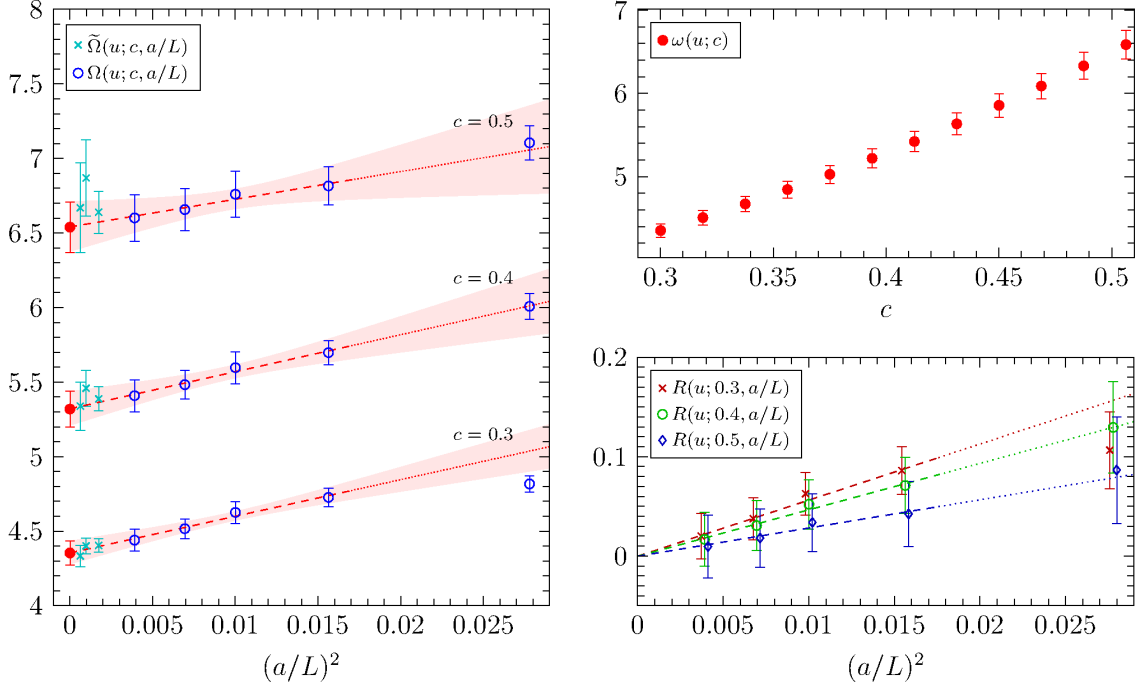 8
7.5
7
6.5
6
5.5
5
4.5
4
Ω̃(u; c, a/L)
Ω(u; c, a/L)
c = 0.5
c = 0.4
c = 0.3
0 0.005 0.01 0.015 0.02 0.025
(a/L)²
7
6
5
4
ω(u; c)
0.3 0.35 0.4 0.45 0.5
c
0.2
0.1
0
R(u; 0.3, a/L)
R(u; 0.4, a/L)
R(u; 0.5, a/L)
0 0.005 0.01 0.015 0.02 0.025
(a/L)²